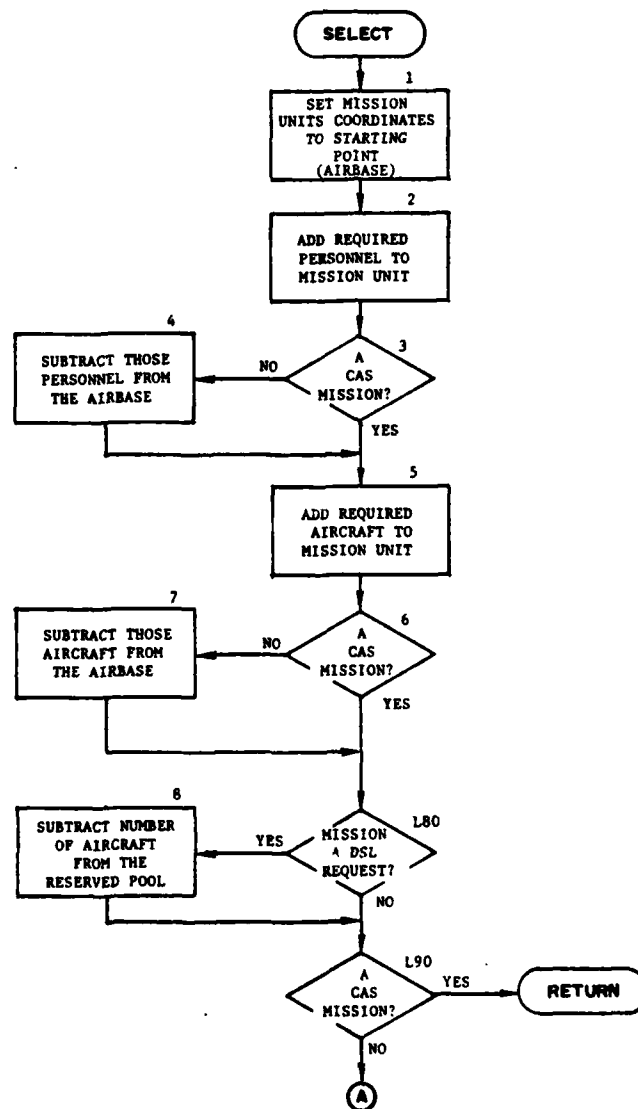 SELECT
1
SET MISSION
UNITS COORDINATES
TO STARTING
POINT
(AIRBASE)
2
ADD REQUIRED
PERSONNEL TO
MISSION UNIT
4
SUBTRACT THOSE
PERSONNEL FROM
THE AIRBASE
NO
3
A
CAS
MISSION?
YES
5
ADD REQUIRED
AIRCRAFT TO
MISSION UNIT
7
SUBTRACT THOSE
AIRCRAFT FROM
THE AIRBASE
NO
6
A
CAS
MISSION?
YES
8
SUBTRACT NUMBER
OF AIRCRAFT
FROM THE
RESERVED POOL
YES
L80
MISSION
A DSL
REQUEST?
NO
L90
A
CAS
MISSION?
YES
RETURN
NO
A